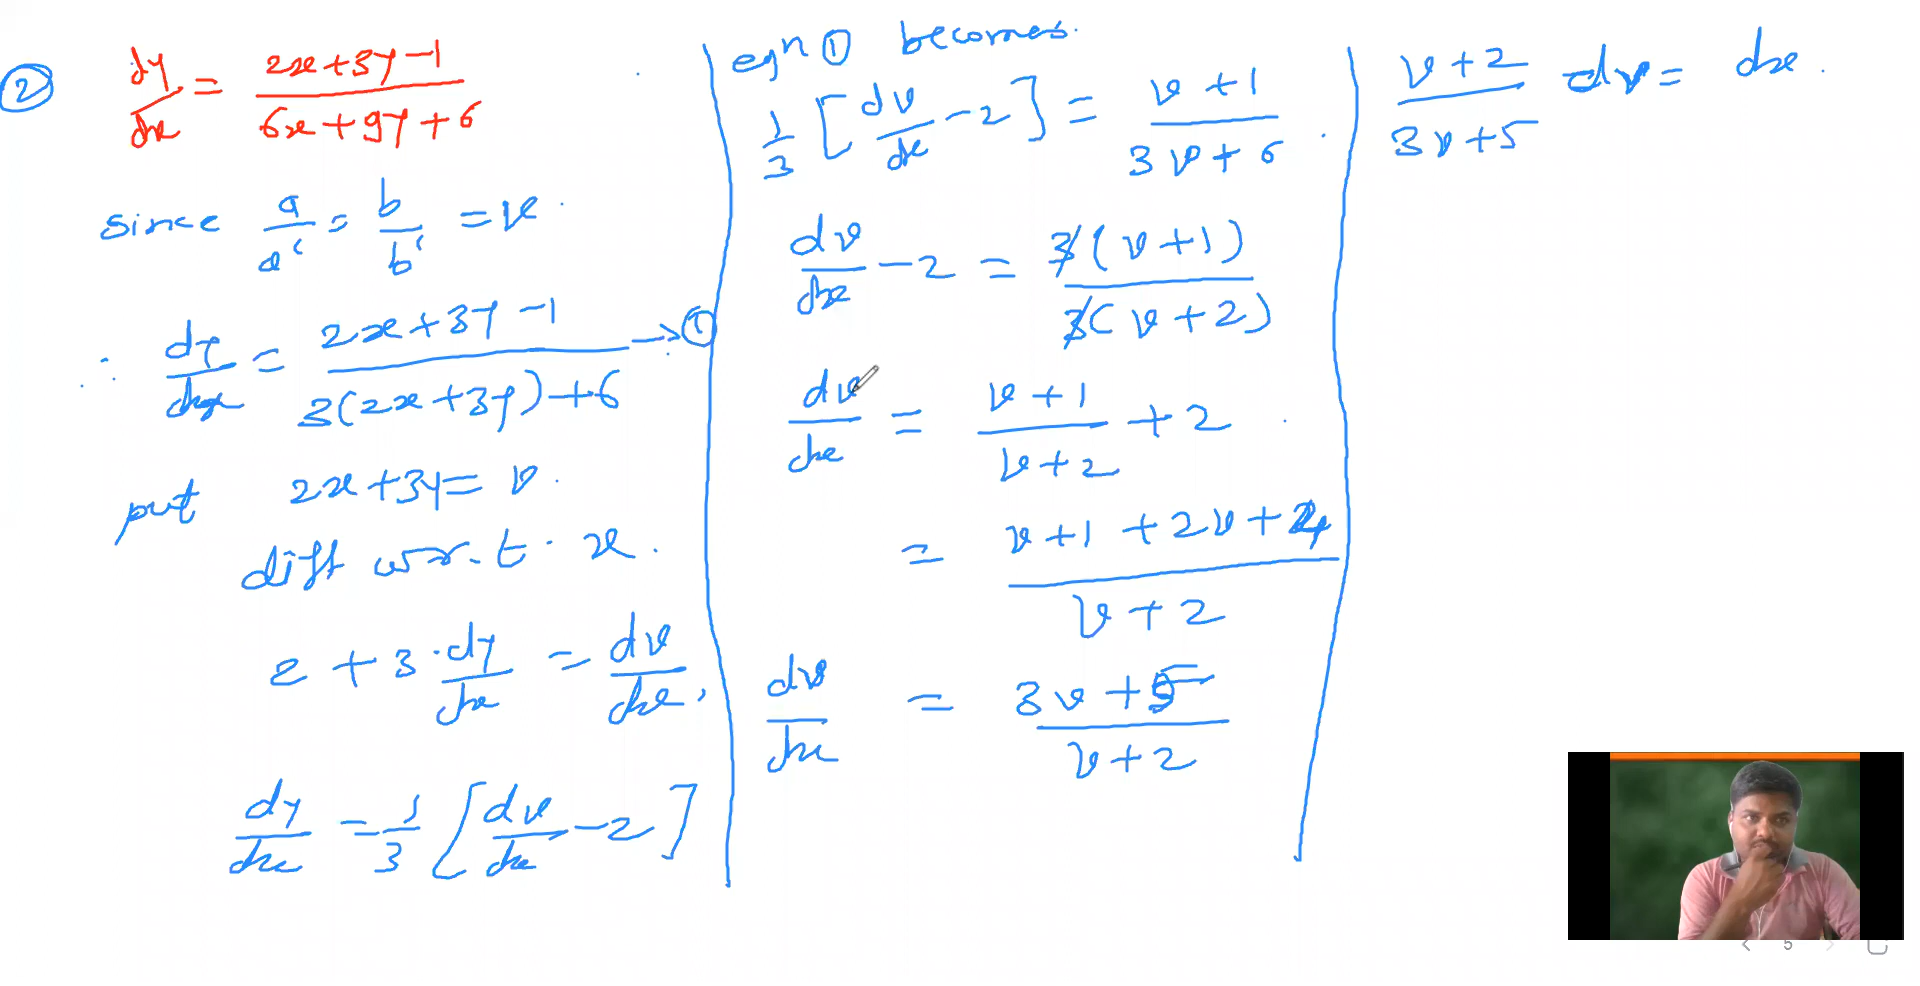 ② dy/dx = (2x+3y-1)/(6x+9y+6)
since a/a' = b/b' = k.
∴ dy/dx = (2x+3y-1)/(3(2x+3y)+6) → ①
put 2x+3y = v.
diff w.r.t. x.
2 + 3·dy/dx = dv/dx,
dy/dx = 1/3 [dv/dx - 2]
eqn ① becomes.
1/3 [dv/dx - 2] = (v+1)/(3v+6).
dv/dx - 2 = 3(v+1)/3(v+2)
dv/dx = (v+1)/(v+2) + 2
= (v+1+2v+4)/(v+2)
dv/dx = (3v+5)/(v+2)
(v+2)/(3v+5) dv = dx.
5